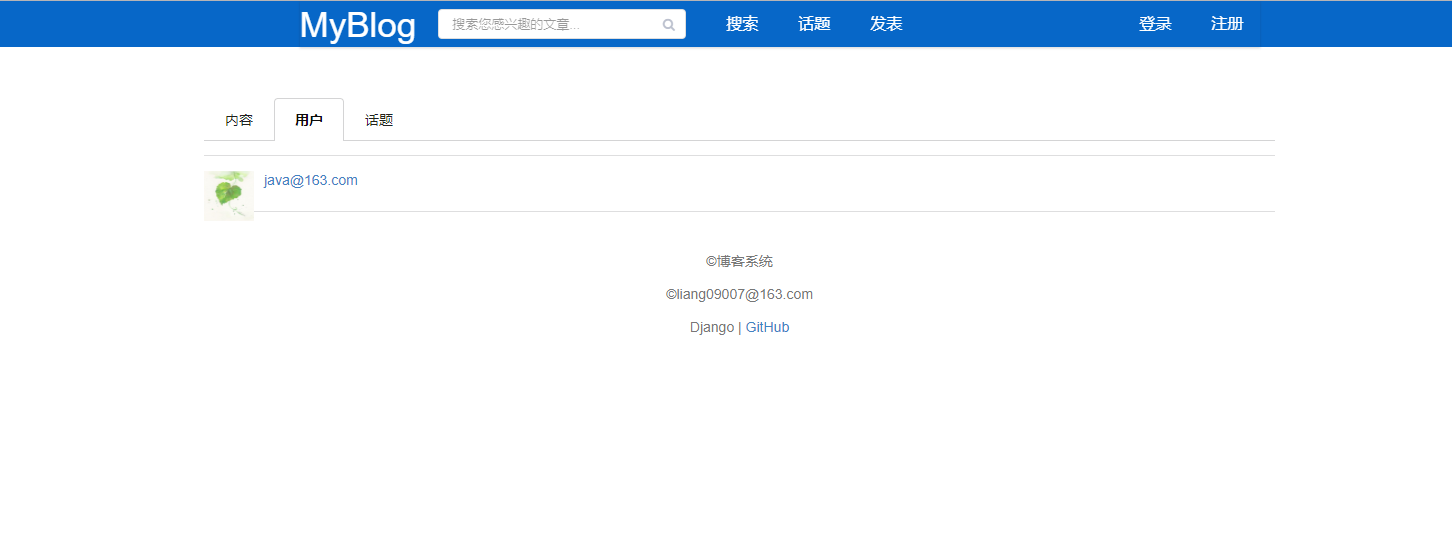 MyBlog 搜索您感兴趣的文章... 搜索 话题 发表 登录 注册
内容 用户 话题
java@163.com
©博客系统
©liang09007@163.com
Django | GitHub